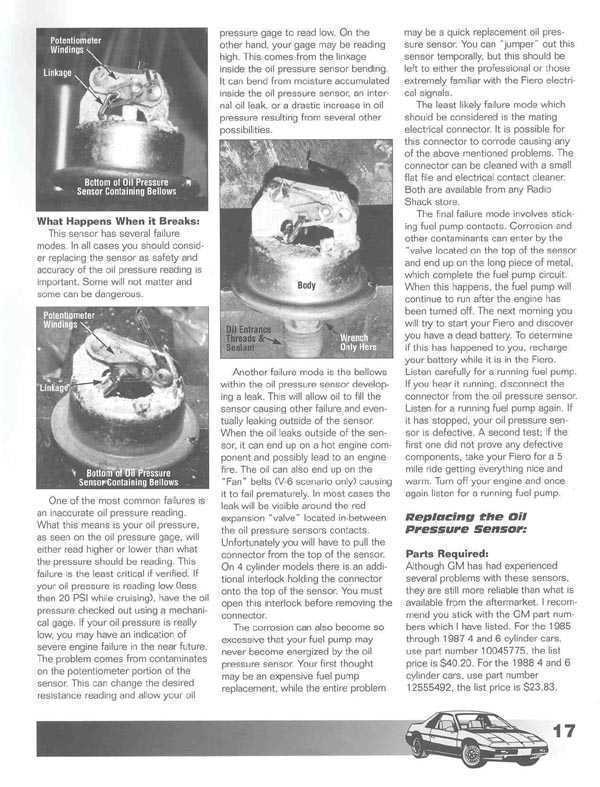 Potentiometer
Windings
Linkage
Bottom of Oil Pressure
Sensor Containing Bellows
What Happens When it Breaks:
This sensor has several failure
modes. In all cases you should consid-
er replacing the sensor as safety and
accuracy of the oil pressure reading is
important. Some will not matter and
some can be dangerous.
Potentiometer
Windings
Linkage
Bottom of Oil Pressure
Sensor Containing Bellows
One of the most common failures is
an inaccurate oil pressure reading.
What this means is your oil pressure,
as seen on the oil pressure gage, will
either read higher or lower than what
the pressure should be reading. This
failure is the least critical if verified. If
your oil pressure is reading low (less
then 20 PSI while cruising), have the oil
pressure checked out using a mechani-
cal gage. If your oil pressure is really
low, you may have an indication of
severe engine failure in the near future.
The problem comes from contaminates
on the potentiometer portion of the
sensor. This can change the desired
resistance reading and allow your oil
pressure gage to read low. On the
other hand, your gage may be reading
high. This comes from the linkage
inside the oil pressure sensor bending.
It can bend from moisture accumulated
inside the oil pressure sensor, an inter-
nal oil leak, or a drastic increase in oil
pressure resulting from several other
possibilities.
Body
Oil Entrance
Threads &
Sealant
Wrench
Only Here
Another failure mode is the bellows
within the oil pressure sensor develop-
ing a leak. This will allow oil to fill the
sensor causing other failure and even-
tually leaking outside of the sensor.
When the oil leaks outside of the sen-
sor, it can end up on a hot engine com-
ponent and possibly lead to an engine
fire. The oil can also end up on the
"Fan" belts (V-6 scenario only) causing
it to fail prematurely. In most cases the
leak will be visible around the red
expansion "valve" located in-between
the oil pressure sensors contacts.
Unfortunately you will have to pull the
connector from the top of the sensor.
On 4 cylinder models there is an addi-
tional interlock holding the connector
onto the top of the sensor. You must
open this interlock before removing the
connector.
The corrosion can also become so
excessive that your fuel pump may
never become energized by the oil
pressure sensor. Your first thought
may be an expensive fuel pump
replacement, while the entire problem
may be a quick replacement oil pres-
sure sensor. You can "jumper" out this
sensor temporally, but this should be
left to either the professional or those
extremely familiar with the Fiero electri-
cal signals.
The least likely failure mode which
should be considered is the mating
electrical connector. It is possible for
this connector to corrode causing any
of the above mentioned problems. The
connector can be cleaned with a small
flat file and electrical contact cleaner.
Both are available from any Radio
Shack store.
The final failure mode involves stick-
ing fuel pump contacts. Corrosion and
other contaminants can enter by the
"valve located on the top of the sensor
and end up on the long piece of metal,
which complete the fuel pump circuit.
When this happens, the fuel pump will
continue to run after the engine has
been turned off. The next morning you
will try to start your Fiero and discover
you have a dead battery. To determine
if this has happened to you, recharge
your battery while it is in the Fiero.
Listen carefully for a running fuel pump.
If you hear it running, disconnect the
connector from the oil pressure sensor.
Listen for a running fuel pump again. If
it has stopped, your oil pressure sen-
sor is defective. A second test; if the
first one did not prove any defective
components, take your Fiero for a 5
mile ride getting everything nice and
warm. Turn off your engine and once
again listen for a running fuel pump.
Replacing the Oil
Pressure Sensor:
Parts Required:
Although GM has had experienced
several problems with these sensors,
they are still more reliable than what is
available from the aftermarket. I recom-
mend you stick with the GM part num-
bers which I have listed. For the 1985
through 1987 4 and 6 cylinder cars,
use part number 10045775, the list
price is $40.20. For the 1988 4 and 6
cylinder cars, use part number
12555492, the list price is $23.83.
17